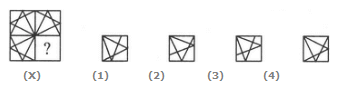 ?
(X) (1) (2) (3) (4)